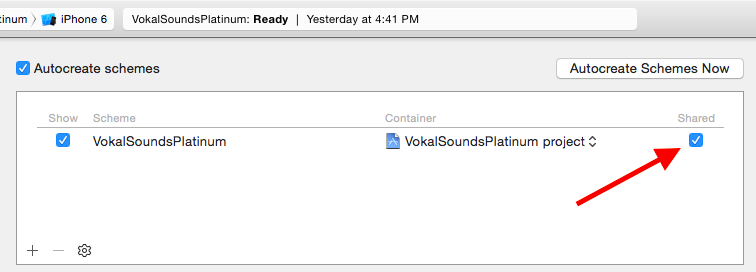 tinum 〉 iPhone 6 VokalSoundsPlatinum: Ready | Yesterday at 4:41 PM
Autocreate schemes Autocreate Schemes Now
Show Scheme Container Shared
VokalSoundsPlatinum VokalSoundsPlatinum project